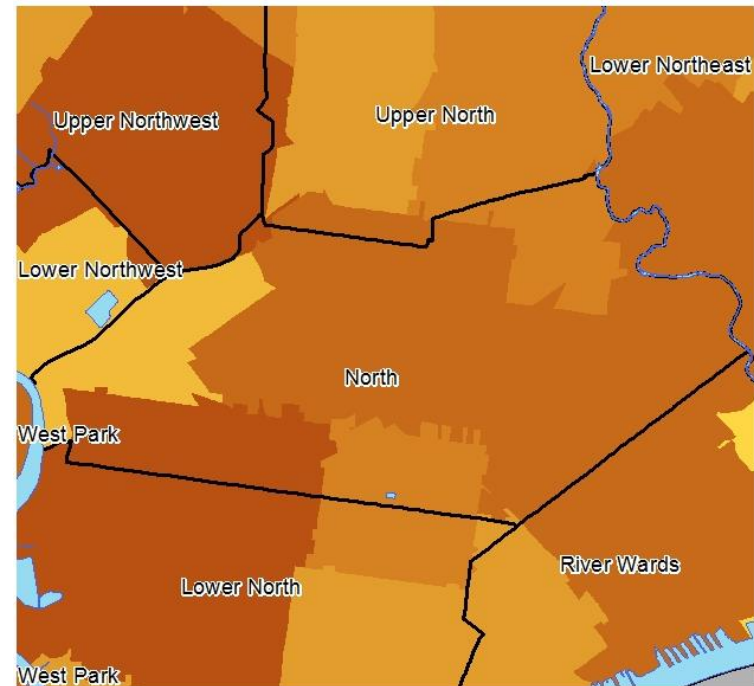 Lower Northeast
Upper Northwest
Upper North
Lower Northwest
North
West Park
River Wards
Lower North
West Park